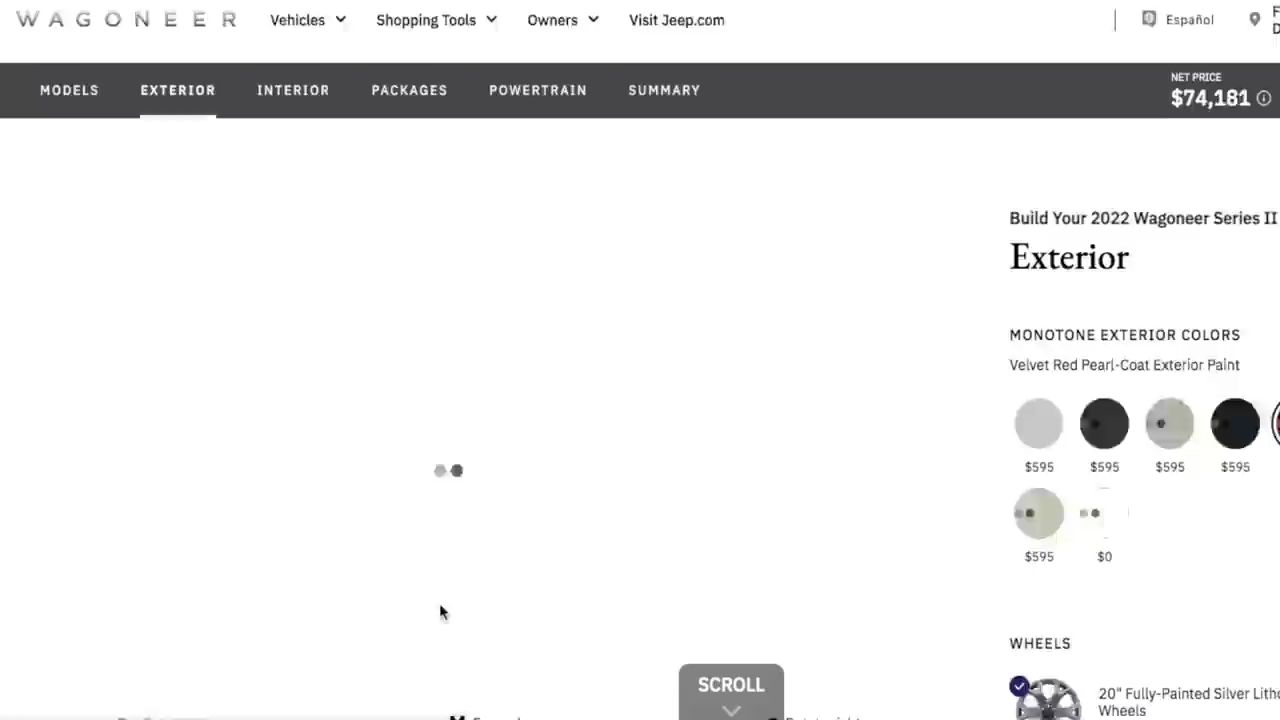 WAGONEER
Vehicles
Shopping Tools
Owners
Visit Jeep.com
Español
MODELS
EXTERIOR
INTERIOR
PACKAGES
POWERTRAIN
SUMMARY
NET PRICE
$74,181
Build Your 2022 Wagoneer Series II
Exterior
MONOTONE EXTERIOR COLORS
Velvet Red Pearl-Coat Exterior Paint
$595 $595 $595 $595
$595 $0
WHEELS
20" Fully-Painted Silver
Wheels
SCROLL